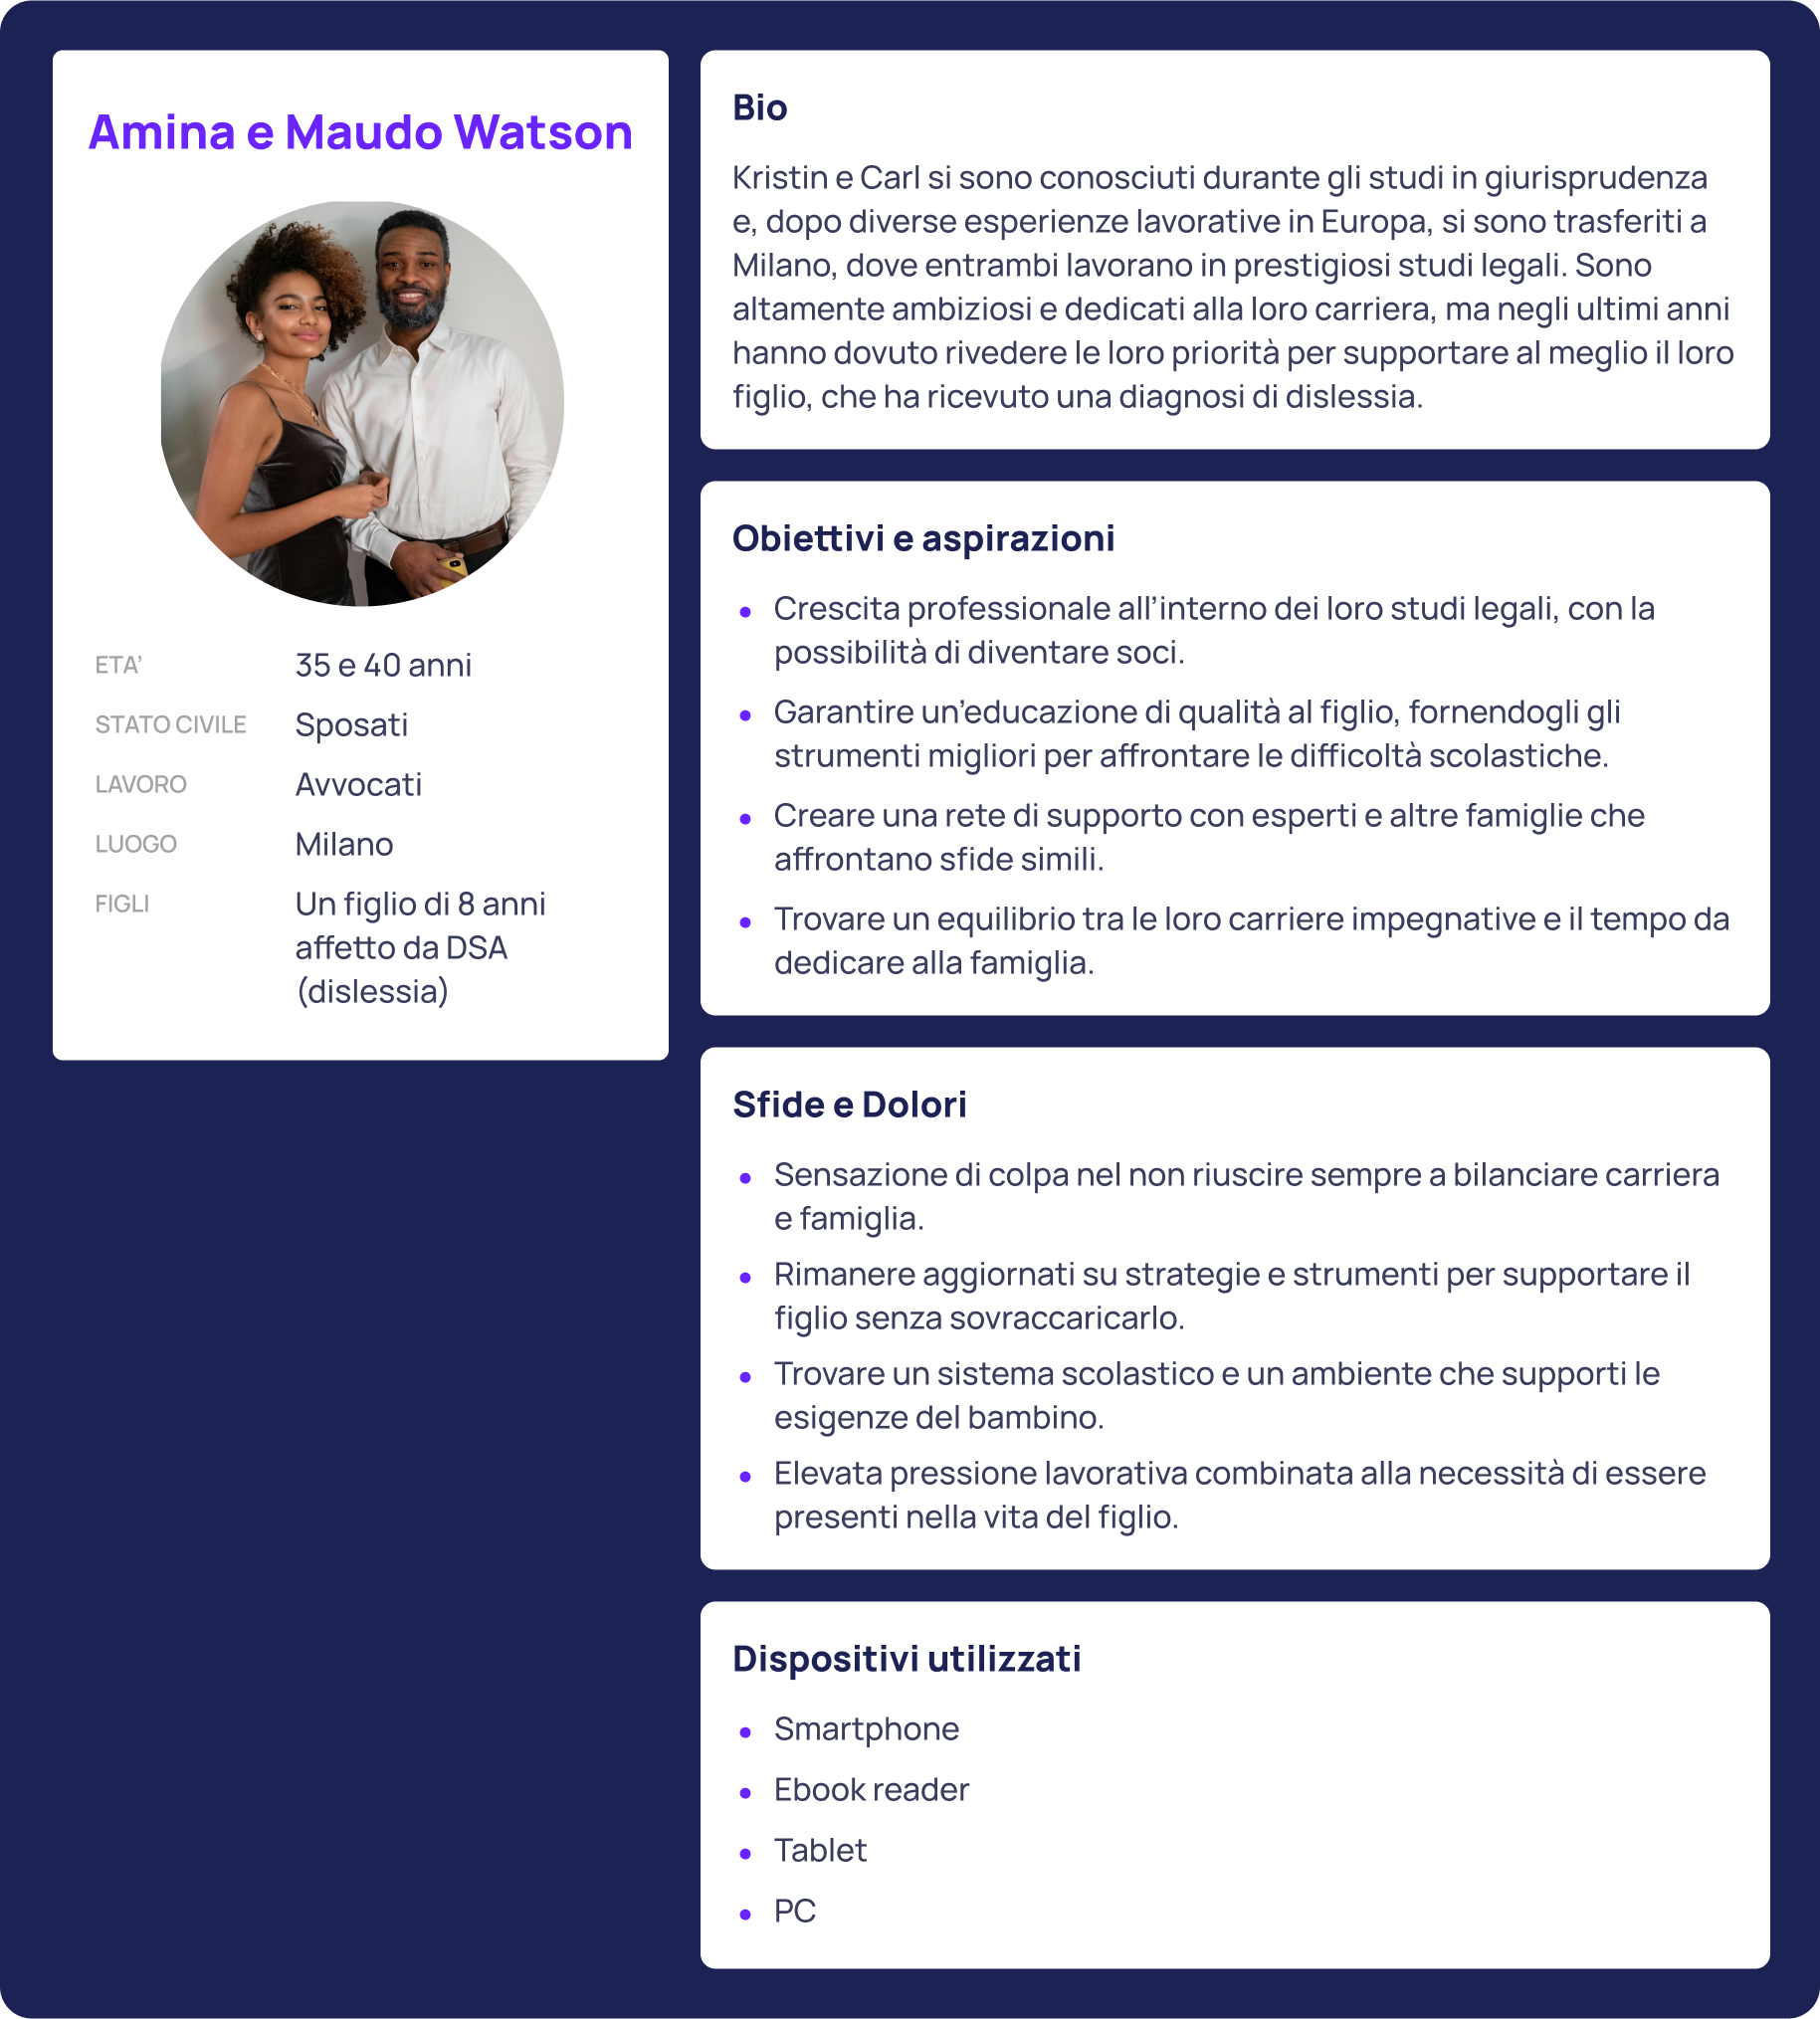 Amina e Maudo Watson
ETA’ 35 e 40 anni
STATO CIVILE Sposati
LAVORO Avvocati
LUOGO Milano
FIGLI Un figlio di 8 anni
affetto da DSA
(dislessia)
Bio
Kristin e Carl si sono conosciuti durante gli studi in giurisprudenza
e, dopo diverse esperienze lavorative in Europa, si sono trasferiti a
Milano, dove entrambi lavorano in prestigiosi studi legali. Sono
altamente ambiziosi e dedicati alla loro carriera, ma negli ultimi anni
hanno dovuto rivedere le loro priorità per supportare al meglio il loro
figlio, che ha ricevuto una diagnosi di dislessia.
Obiettivi e aspirazioni
• Crescita professionale all’interno dei loro studi legali, con la
possibilità di diventare soci.
• Garantire un’educazione di qualità al figlio, fornendogli gli
strumenti migliori per affrontare le difficoltà scolastiche.
• Creare una rete di supporto con esperti e altre famiglie che
affrontano sfide simili.
• Trovare un equilibrio tra le loro carriere impegnative e il tempo da
dedicare alla famiglia.
Sfide e Dolori
• Sensazione di colpa nel non riuscire sempre a bilanciare carriera
e famiglia.
• Rimanere aggiornati su strategie e strumenti per supportare il
figlio senza sovraccaricarlo.
• Trovare un sistema scolastico e un ambiente che supporti le
esigenze del bambino.
• Elevata pressione lavorativa combinata alla necessità di essere
presenti nella vita del figlio.
Dispositivi utilizzati
• Smartphone
• Ebook reader
• Tablet
• PC